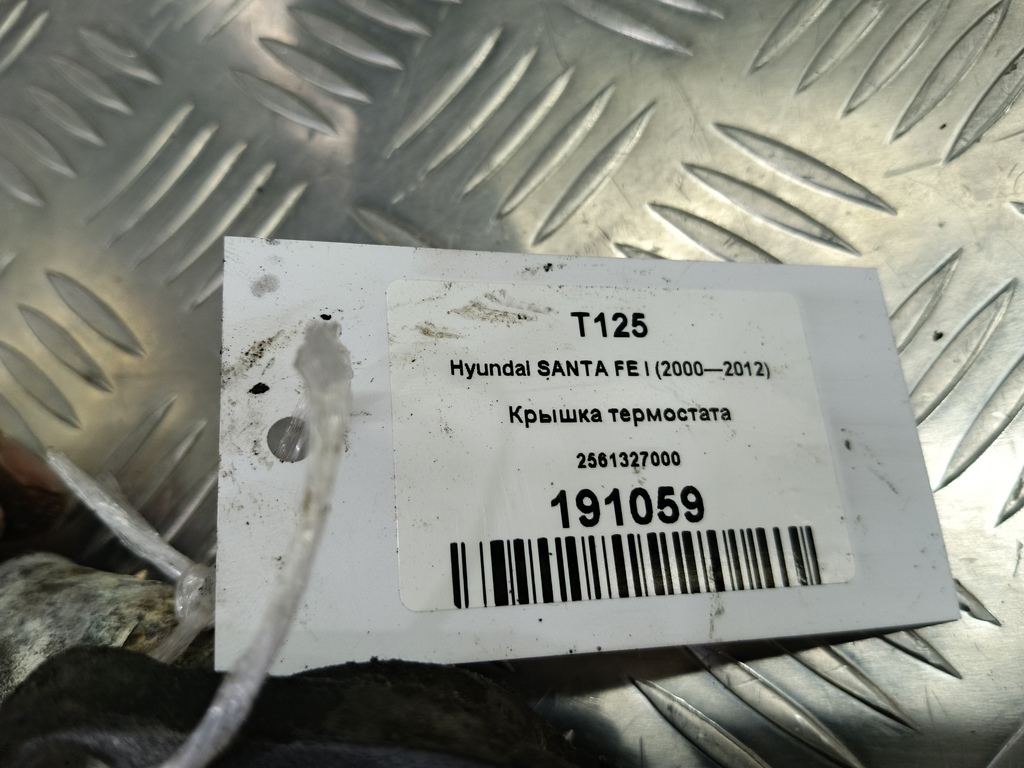 T125
Hyundai SANTA FE I (2000—2012)
Крышка термостата
2561327000
191059